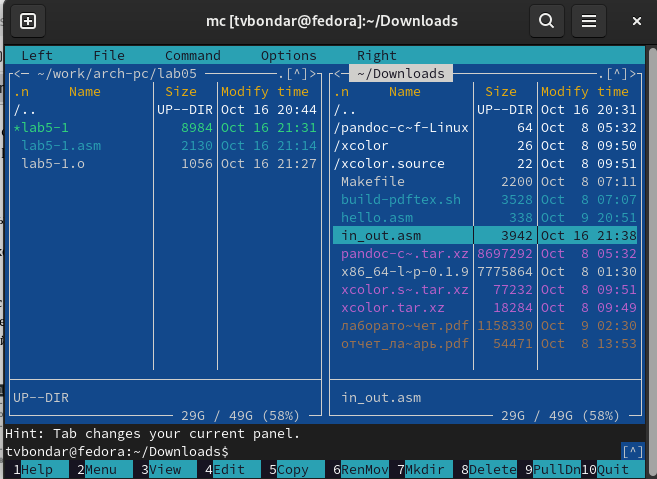 mc [tvbondar@fedora]:~/Downloads
Left File Command Options Right
<— ~/work/arch-pc/lab05 .[^]>
.n Name Size Modify time
/.. UP--DIR Oct 16 20:44
*lab5-1 8984 Oct 16 21:31
lab5-1.asm 2130 Oct 16 21:14
lab5-1.o 1056 Oct 16 21:27
UP--DIR
29G / 49G (58%)
<— ~/Downloads .[^]>
.n Name Size Modify time
/.. UP--DIR Oct 16 20:31
/pandoc-c-f-Linux 64 Oct 8 05:32
/xcolor 26 Oct 8 09:50
/xcolor.source 22 Oct 8 09:51
Makefile 2200 Oct 8 07:11
build-pdftex.sh 3528 Oct 8 07:07
hello.asm 338 Oct 9 20:51
in_out.asm 3942 Oct 16 21:38
pandoc-c~.tar.xz 8697292 Oct 8 05:32
x86_64-l~p-0.1.9 7775864 Oct 8 01:30
xcolor.s~.tar.xz 77232 Oct 8 09:51
xcolor.tar.xz 18284 Oct 8 09:49
лаборато~чет.pdf 1158330 Oct 9 02:30
отчет_ла~арь.pdf 54471 Oct 8 13:53
in_out.asm
29G / 49G (58%)
Hint: Tab changes your current panel.
tvbondar@fedora:~/Downloads$ [^]
1Help 2Menu 3View 4Edit 5Copy 6RenMov 7Mkdir 8Delete 9PullDn 10Quit